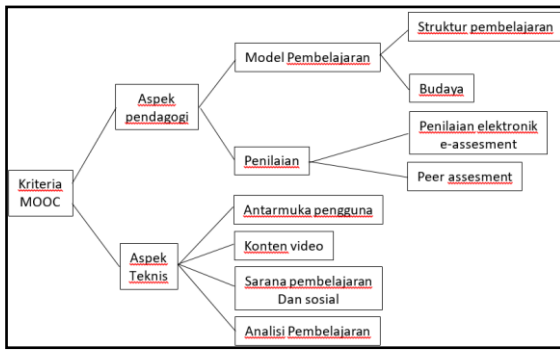 Struktur pembelajaran
Model Pembelajaran
Budaya
Aspek
pendagogi
Penilaian elektronik
e-assesment
Penilaian
Peer assesment
Kriteria
MOOC
Antarmuka pengguna
Konten video
Aspek
Teknis
Sarana pembelajaran
Dan sosial
Analisi Pembelajaran